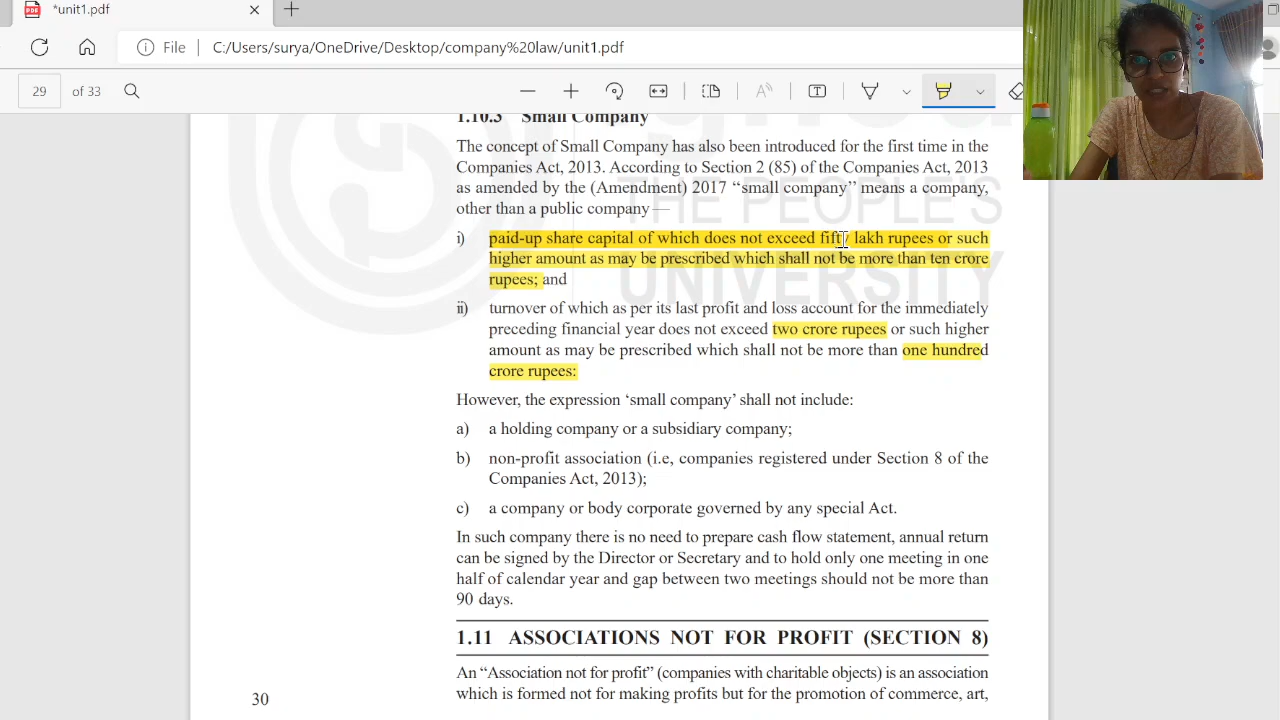 *unit1.pdf
File C:/Users/surya/OneDrive/Desktop/company%20law/unit1.pdf
29 of 33
1.10.3 Small Company
The concept of Small Company has also been introduced for the first time in the
Companies Act, 2013. According to Section 2 (85) of the Companies Act, 2013
as amended by the (Amendment) 2017 “small company” means a company,
other than a public company—
i) paid-up share capital of which does not exceed fifty lakh rupees or such
higher amount as may be prescribed which shall not be more than ten crore
rupees; and
ii) turnover of which as per its last profit and loss account for the immediately
preceding financial year does not exceed two crore rupees or such higher
amount as may be prescribed which shall not be more than one hundred
crore rupees:
However, the expression ‘small company’ shall not include:
a) a holding company or a subsidiary company;
b) non-profit association (i.e, companies registered under Section 8 of the
Companies Act, 2013);
c) a company or body corporate governed by any special Act.
In such company there is no need to prepare cash flow statement, annual return
can be signed by the Director or Secretary and to hold only one meeting in one
half of calendar year and gap between two meetings should not be more than
90 days.
1.11 ASSOCIATIONS NOT FOR PROFIT (SECTION 8)
An “Association not for profit” (companies with charitable objects) is an association
which is formed not for making profits but for the promotion of commerce, art,
30
THE PEOPLE'S
UNIVERSITY